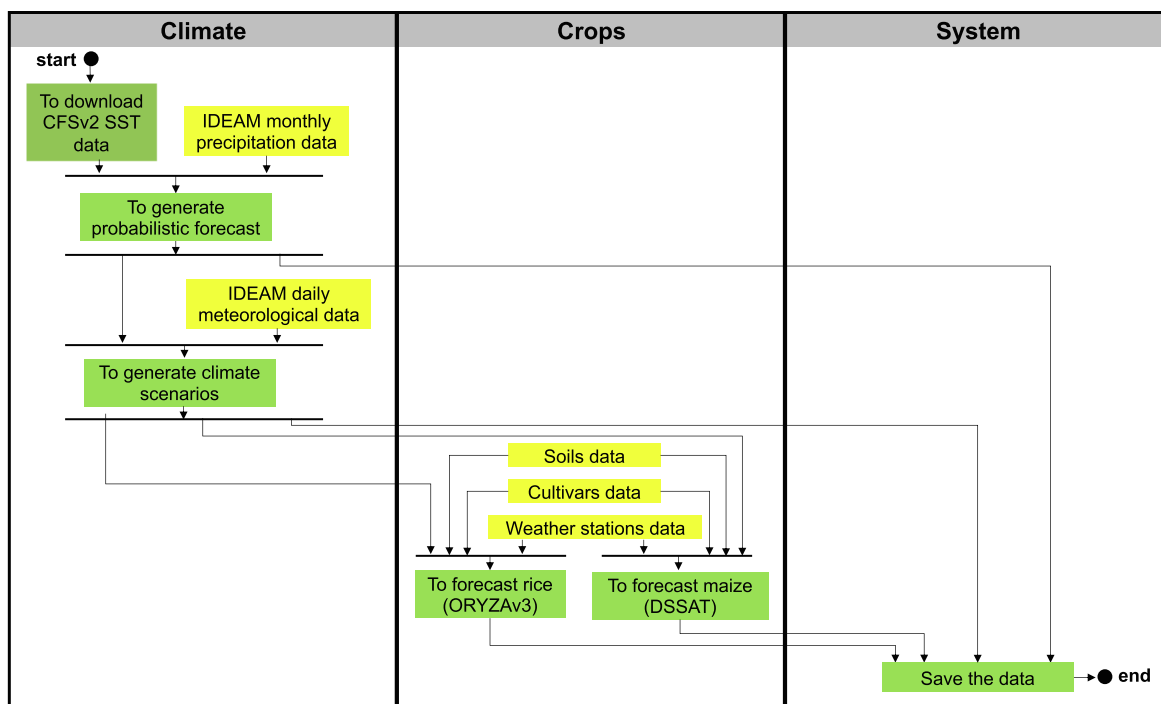 Climate
Crops
System
start
To download
CFSv2 SST
data
IDEAM monthly
precipitation data
To generate
probabilistic forecast
IDEAM daily
meteorological data
To generate climate
scenarios
Soils data
Cultivars data
Weather stations data
To forecast rice
(ORYZAv3)
To forecast maize
(DSSAT)
Save the data
end